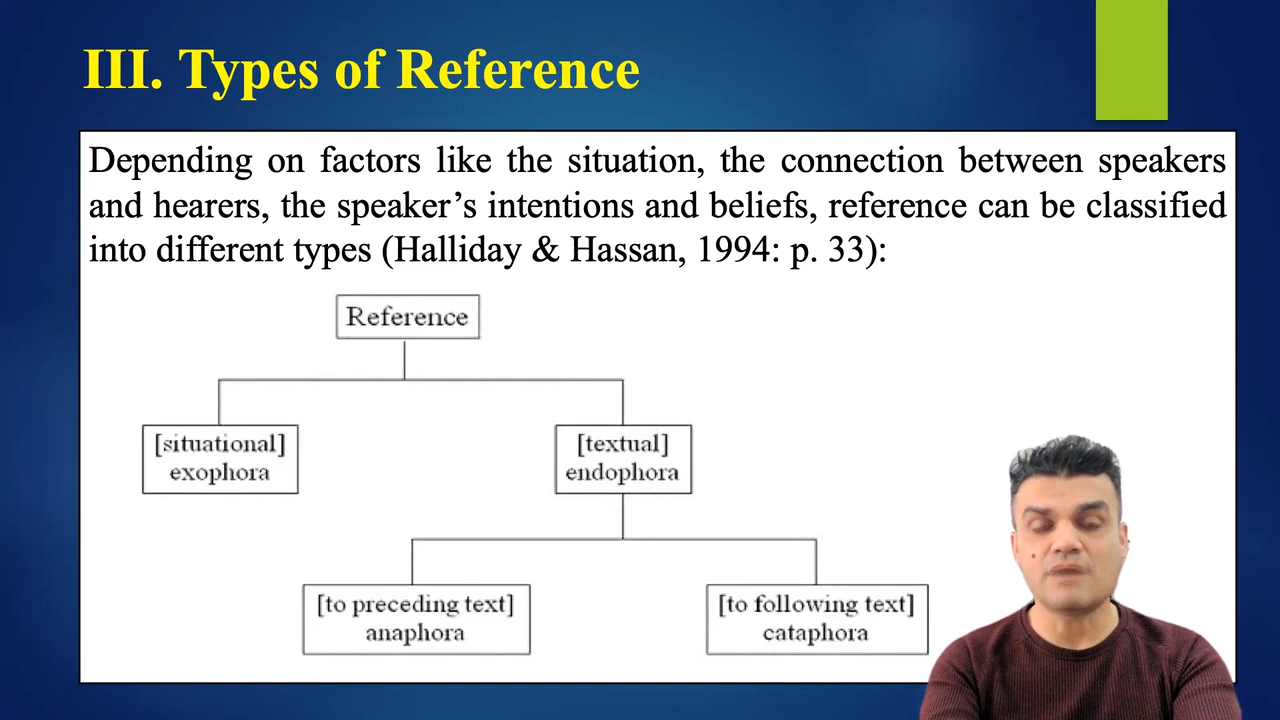 III. Types of Reference
Depending on factors like the situation, the connection between speakers
and hearers, the speaker’s intentions and beliefs, reference can be classified
into different types (Halliday & Hassan, 1994: p. 33):
Reference
[situational]
exophora
[textual]
endophora
[to preceding text]
anaphora
[to following text]
cataphora